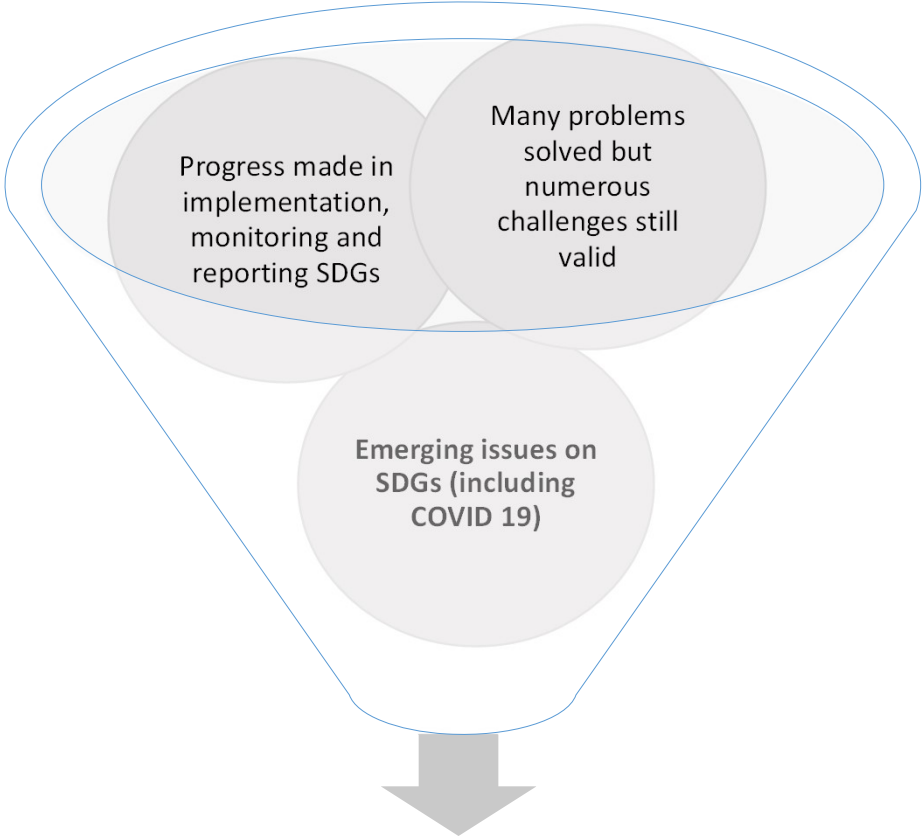 Progress made in
implementation,
monitoring and
reporting SDGs
Many problems
solved but
numerous
challenges still
valid
Emerging issues on
SDGs (including
COVID 19)